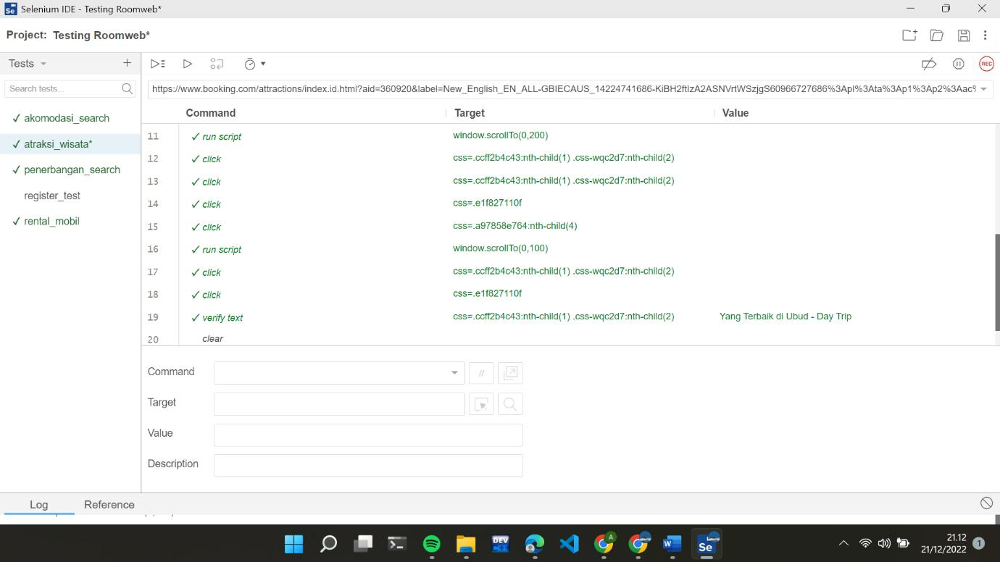 Selenium IDE - Testing Roomweb*
Project: Testing Roomweb*
Tests
Search tests...
akomodasi_search
atraksi_wisata*
penerbangan_search
register_test
rental_mobil
REC
https://www.booking.com/attractions/index.id.html?aid=360920&label=New_English_EN_ALL-GBIECAUS_14224741686-KiBH2ftIzA2ASNVrtWSzjgS60966727686%3Apl%3Ata%3Ap1%3Ap2%3Aac%
Command Target Value
11 run script window.scrollTo(0,200)
12 click css=.ccff2b4c43:nth-child(1) .css-wqc2d7:nth-child(2)
13 click css=.ccff2b4c43:nth-child(1) .css-wqc2d7:nth-child(2)
14 click css=.e1f827110f
15 click css=.a97858e764:nth-child(4)
16 run script window.scrollTo(0,100)
17 click css=.ccff2b4c43:nth-child(1) .css-wqc2d7:nth-child(2)
18 click css=.e1f827110f
19 verify text css=.ccff2b4c43:nth-child(1) .css-wqc2d7:nth-child(2) Yang Terbaik di Ubud - Day Trip
20 clear
Command //
Target
Value
Description
Log Reference
DEV
C++
A
Se
21.12
21/12/2022
1